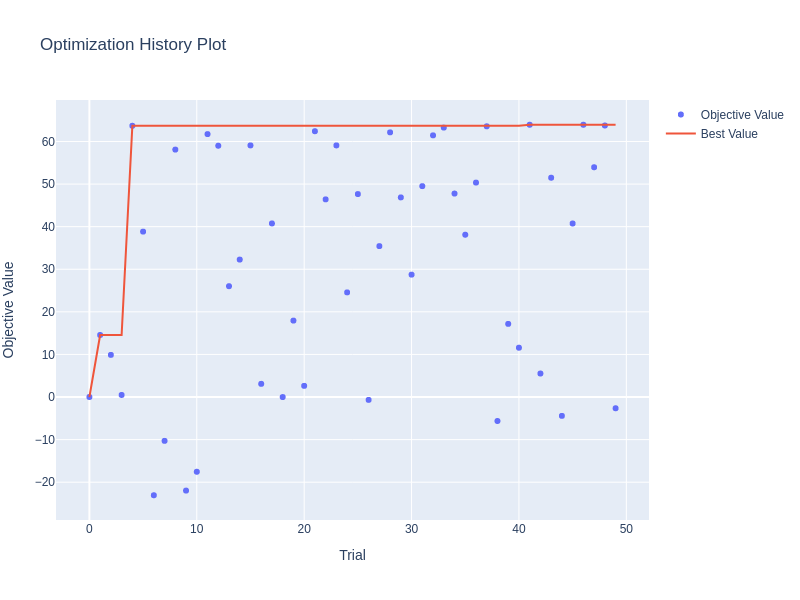 Optimization History Plot
Objective Value
Best Value
60
50
40
30
20
10
0
−10
−20
Objective Value
0 10 20 30 40 50
Trial